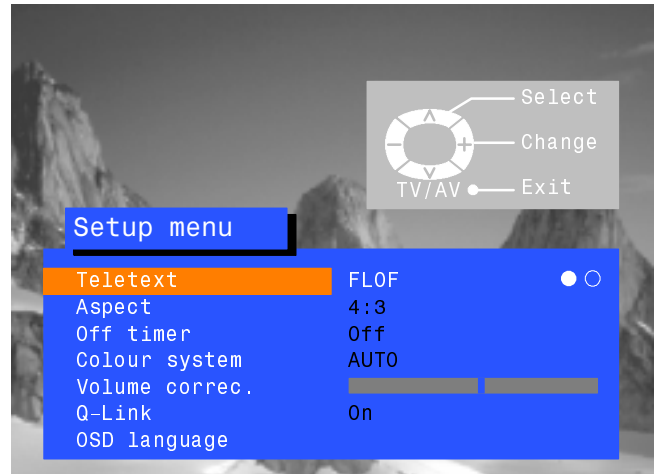 Select
Change
TV/AV Exit
Setup menu
Teletext FLOF
Aspect 4:3
Off timer Off
Colour system AUTO
Volume correc.
Q-Link On
OSD language